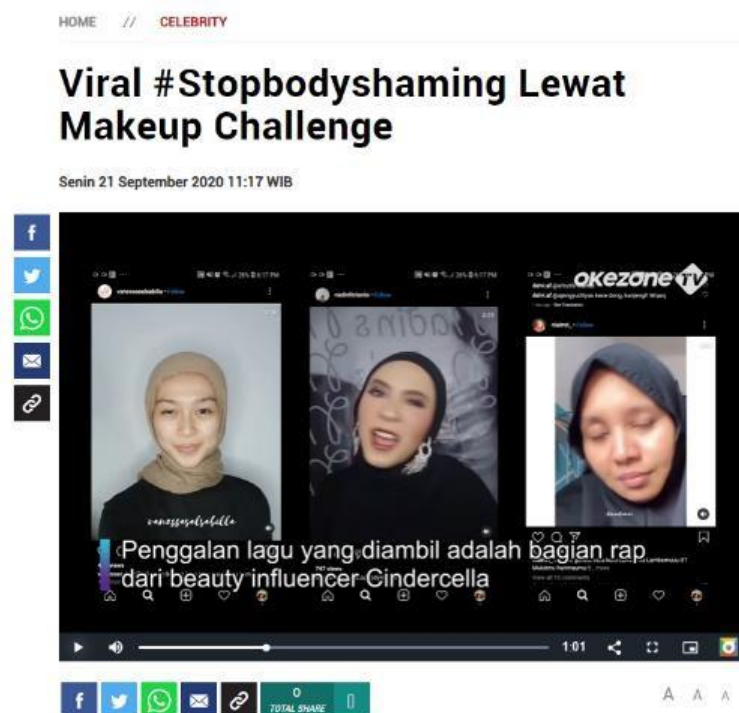 HOME // CELEBRITY
Viral #Stopbodyshaming Lewat
Makeup Challenge
Senin 21 September 2020 11:17 WIB
okezone TV
vanessasalsabilla
Penggalan lagu yang diambil adalah bagian rap
dari beauty influencer Cindercella
1:01
0
TOTAL SHARE
A A A